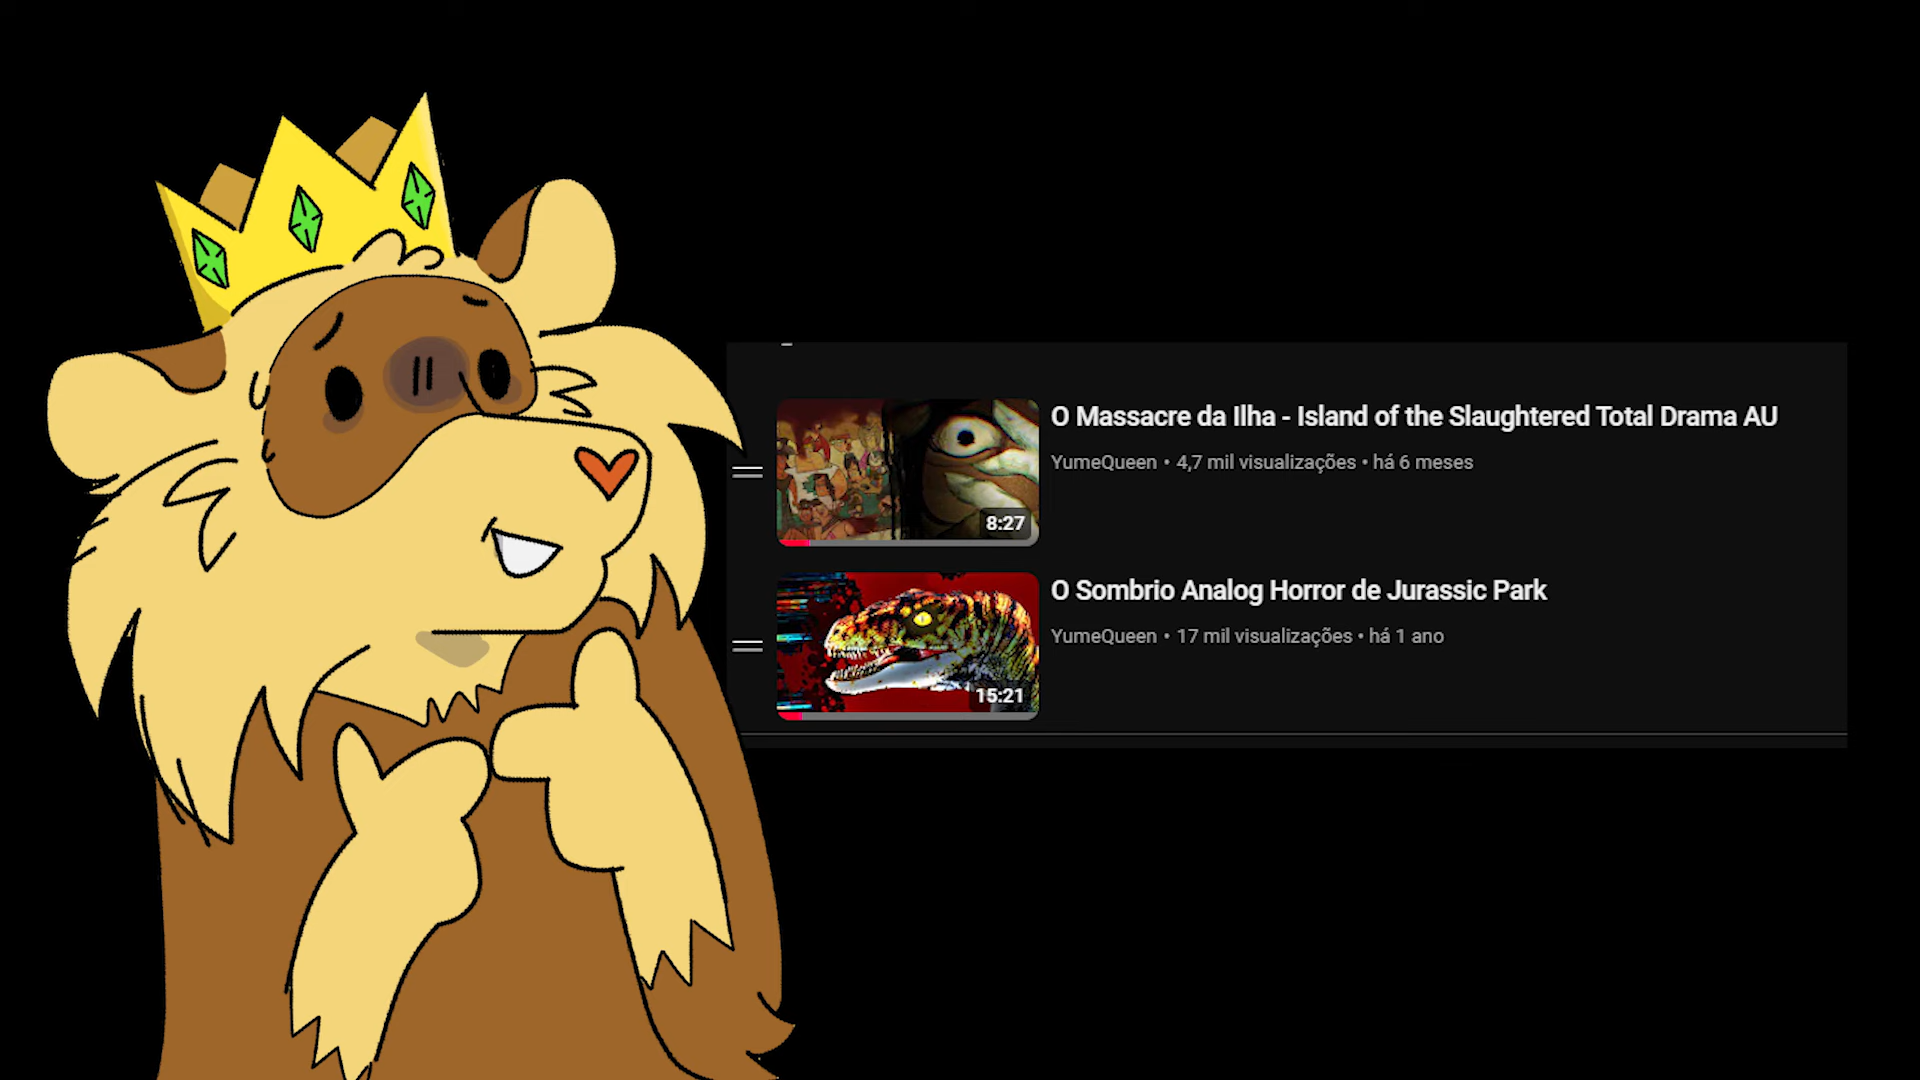 O Massacre da Ilha - Island of the Slaughtered Total Drama AU
YumeQueen • 4,7 mil visualizações • há 6 meses
8:27
O Sombrio Analog Horror de Jurassic Park
YumeQueen • 17 mil visualizações • há 1 ano
15:21